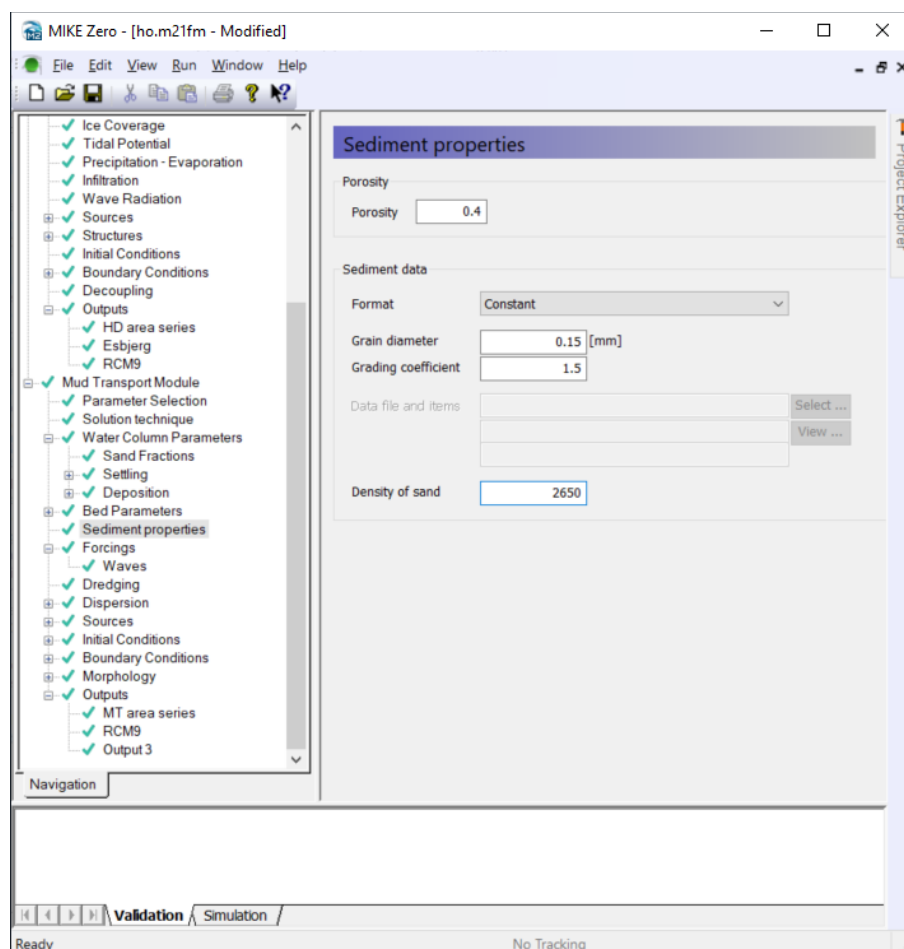 MIKE Zero - [ho.m21fm - Modified]
File Edit View Run Window Help
Ice Coverage
Tidal Potential
Precipitation - Evaporation
Infiltration
Wave Radiation
Sources
Structures
Initial Conditions
Boundary Conditions
Decoupling
Outputs
HD area series
Esbjerg
RCM9
Mud Transport Module
Parameter Selection
Solution technique
Water Column Parameters
Sand Fractions
Settling
Deposition
Bed Parameters
Sediment properties
Forcings
Waves
Dredging
Dispersion
Sources
Initial Conditions
Boundary Conditions
Morphology
Outputs
MT area series
RCM9
Output 3
Navigation
Sediment properties
Porosity
Porosity 0.4
Sediment data
Format Constant
Grain diameter 0.15 [mm]
Grading coefficient 1.5
Data file and items Select ...
View ...
Density of sand 2650
Project Explorer
Validation Simulation
Ready No Tracking